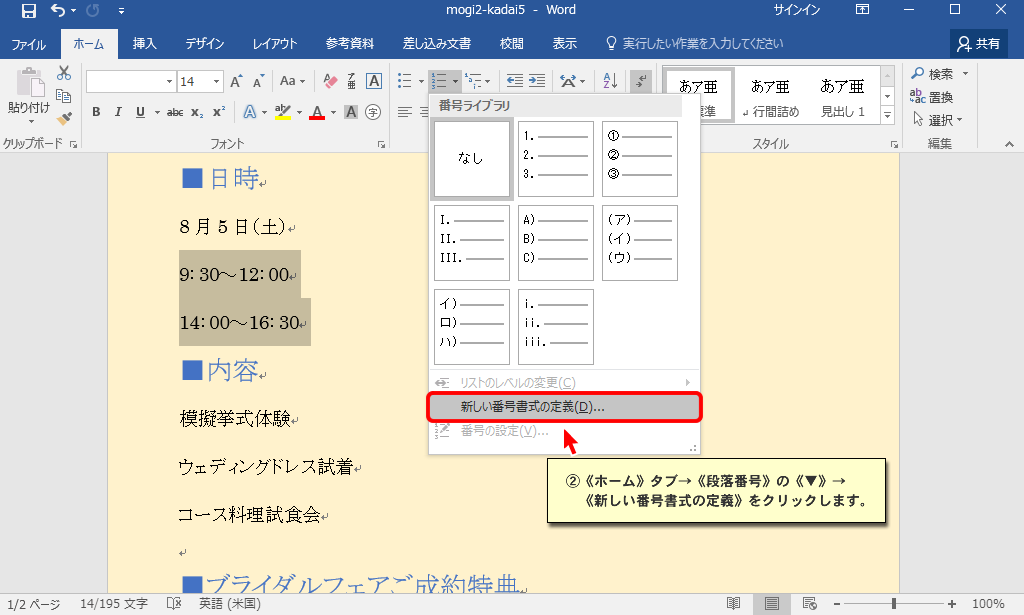 mogi2-kadai5 - Word
サインイン
ファイル ホーム 挿入 デザイン レイアウト 参考資料 差し込み文書 校閲 表示 実行したい作業を入力してください 共有
貼り付け
14
A A Aa A
B I U abc x₂ x² A ab A A 字
クリップボード
フォント
あア亜 あア亜 あア亜
標準 ↲行間詰め 見出し 1
スタイル
検索
置換
選択
編集
番号ライブラリ
なし
1.
2.
3.
①
②
③
I.
II.
III.
A)
B)
C)
(ア)
(イ)
(ウ)
イ)
ロ)
ハ)
i.
ii.
iii.
リストのレベルの変更(C)
新しい番号書式の定義(D)...
番号の設定(V)...
②《ホーム》タブ→《段落番号》の《▼》→
《新しい番号書式の定義》をクリックします。
■日時
8月5日(土)
9:30～12:00
14:00～16:30
■内容
模擬挙式体験
ウェディングドレス試着
コース料理試食会
■ブライダルフェアご成約特典
1/2 ページ 14/195 文字 英語 (米国) 100%